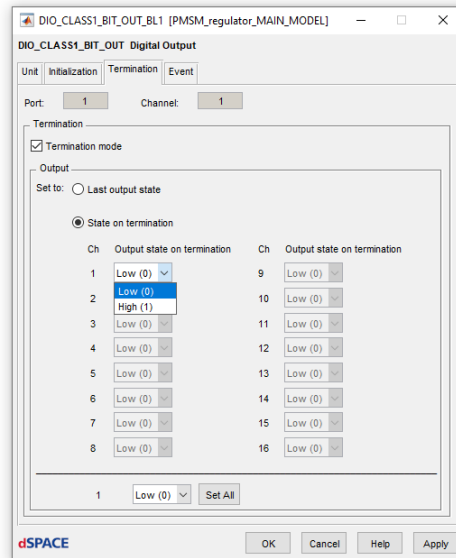 DIO_CLASS1_BIT_OUT_BL1 [PMSM_regulator_MAIN_MODEL]
DIO_CLASS1_BIT_OUT Digital Output
Unit Initialization Termination Event
Port: 1 Channel: 1
Termination
Termination mode
Output
Set to: Last output state
State on termination
Ch Output state on termination Ch Output state on termination
1 Low (0) 9 Low (0)
Low (0)
2 10 Low (0)
High (1)
3 Low (0) 11 Low (0)
4 Low (0) 12 Low (0)
5 Low (0) 13 Low (0)
6 Low (0) 14 Low (0)
7 Low (0) 15 Low (0)
8 Low (0) 16 Low (0)
1 Low (0) Set All
dSPACE OK Cancel Help Apply